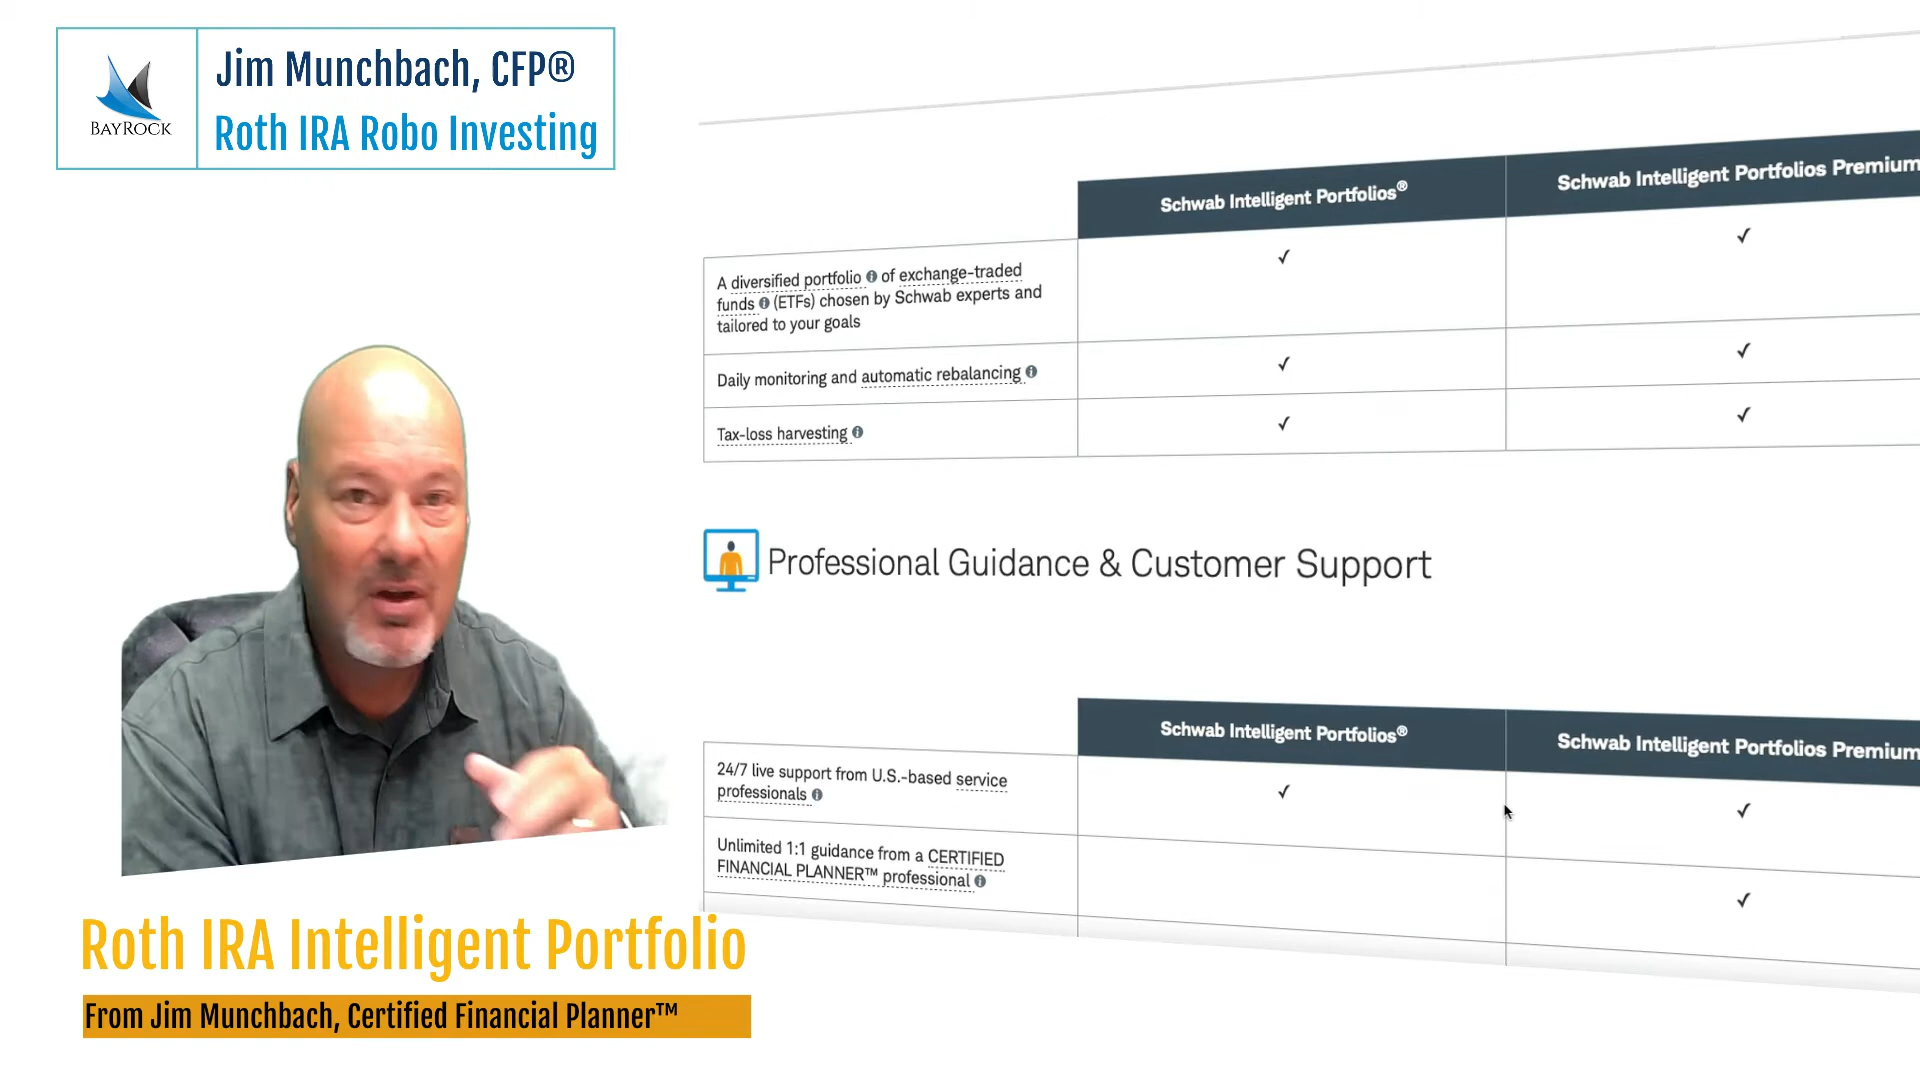 Jim Munchbach, CFP®
Roth IRA Robo Investing
BAYROCK
Schwab Intelligent Portfolios®
Schwab Intelligent Portfolios Premium
A diversified portfolio of exchange-traded
funds (ETFs) chosen by Schwab experts and
tailored to your goals
✓
✓
Daily monitoring and automatic rebalancing
✓
✓
Tax-loss harvesting
✓
✓
Professional Guidance & Customer Support
Schwab Intelligent Portfolios®
Schwab Intelligent Portfolios Premium
24/7 live support from U.S.-based service
professionals
✓
✓
Unlimited 1:1 guidance from a CERTIFIED
FINANCIAL PLANNER™ professional
✓
Roth IRA Intelligent Portfolio
From Jim Munchbach, Certified Financial Planner™